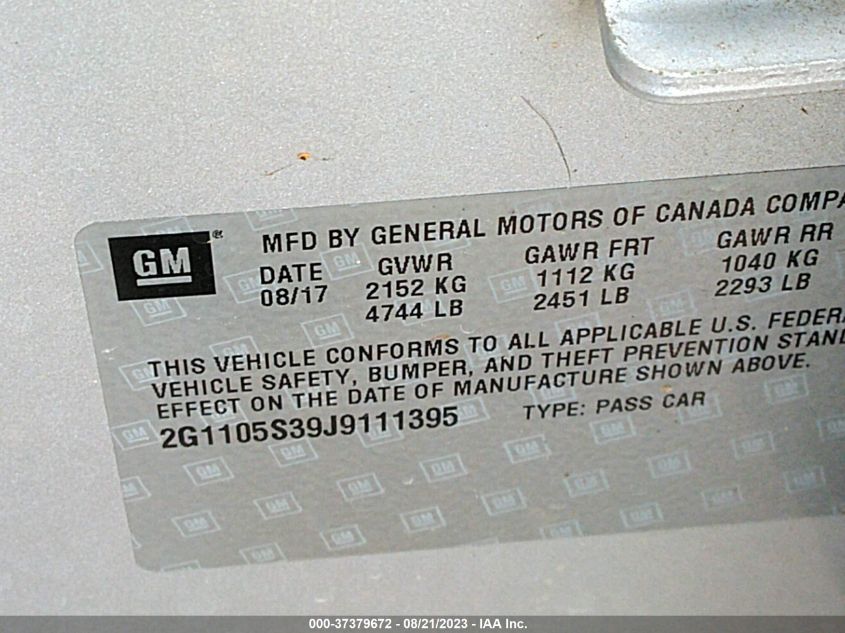 GM ®
MFD BY GENERAL MOTORS OF CANADA
DATE GVWR GAWR FRT GAWR RR
08/17 2152 KG 1112 KG 1040 KG
4744 LB 2451 LB 2293 LB
THIS VEHICLE CONFORMS TO ALL APPLICABLE U.S.
VEHICLE SAFETY, BUMPER, AND THEFT PREVENTION
EFFECT ON THE DATE OF MANUFACTURE SHOWN ABOVE.
2G1105S39J9111395 TYPE: PASS CAR
000-37379672 - 08/21/2023 - IAA Inc.